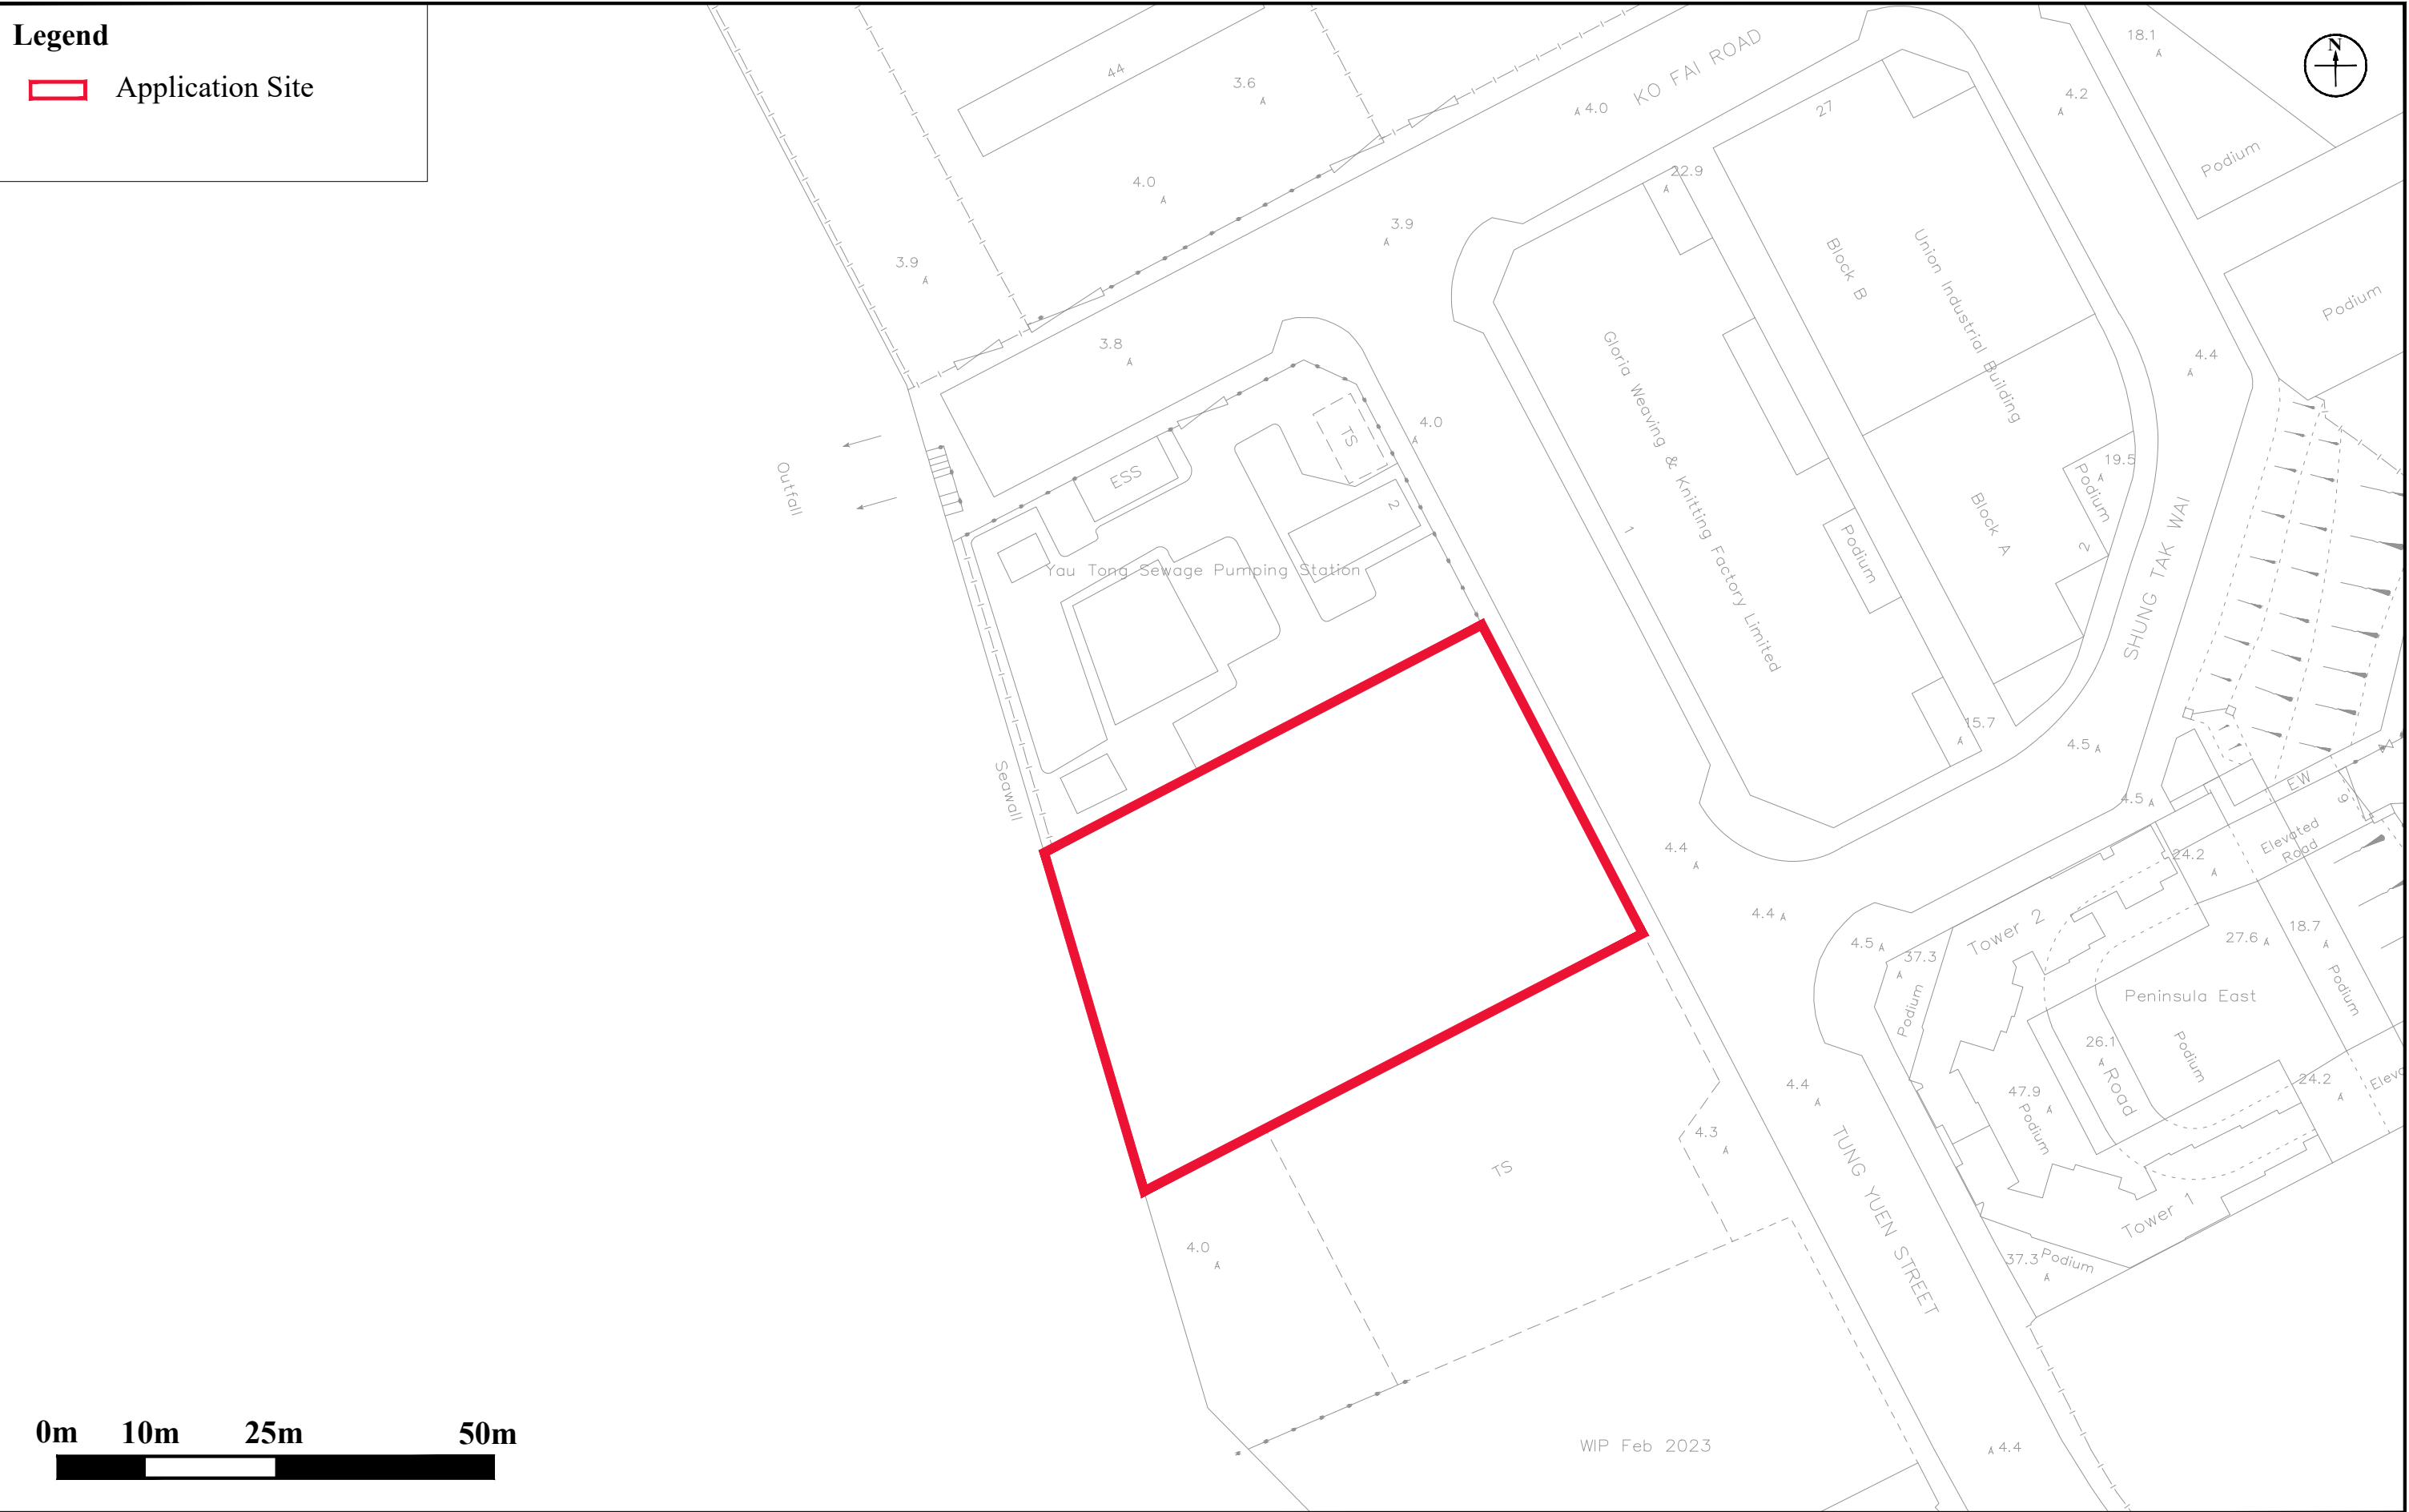 Legend
Application Site
N
18.1
KO FAI ROAD
44
3.6
4.0
27
4.2
Podium
4.0
22.9
3.9
3.9
Block B
Union Industrial Building
Podium
3.8
Gloria Weaving & Knitting Factory Limited
4.4
4.0
TS
Outfall
ESS
2
1
19.5
Podium
Block A
2
SHUNG TAK WAI
Podium
Yau Tong Sewage Pumping Station
15.7
4.5
Seawall
4.5
EW
9
Elevated
Road
4.4
24.2
4.4
4.5
37.3
Tower 2
27.6
18.7
Podium
Podium
Peninsula East
26.1
Podium
Road
47.9
Podium
24.2
Eleva
4.4
4.3
TS
TUNG YUEN STREET
Tower 1
4.0
37.3
Podium
WIP Feb 2023
4.4
0m 10m 25m 50m